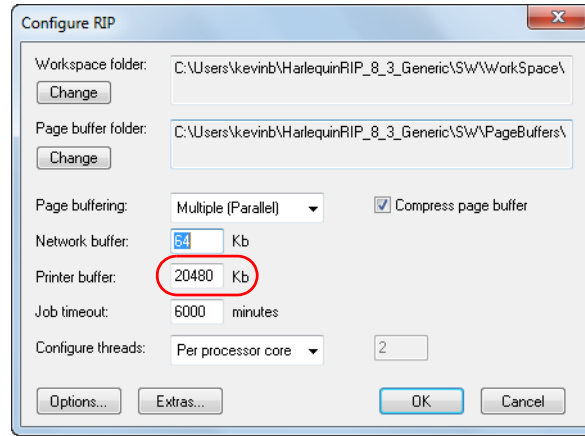 Configure RIP
Workspace folder: C:\Users\kevinb\HarlequinRIP_8_3_Generic\SW\WorkSpace\
Change
Page buffer folder: C:\Users\kevinb\HarlequinRIP_8_3_Generic\SW\PageBuffers\
Change
Page buffering: Multiple (Parallel) Compress page buffer
Network buffer: 64 Kb
Printer buffer: 20480 Kb
Job timeout: 6000 minutes
Configure threads: Per processor core 2
Options... Extras... OK Cancel